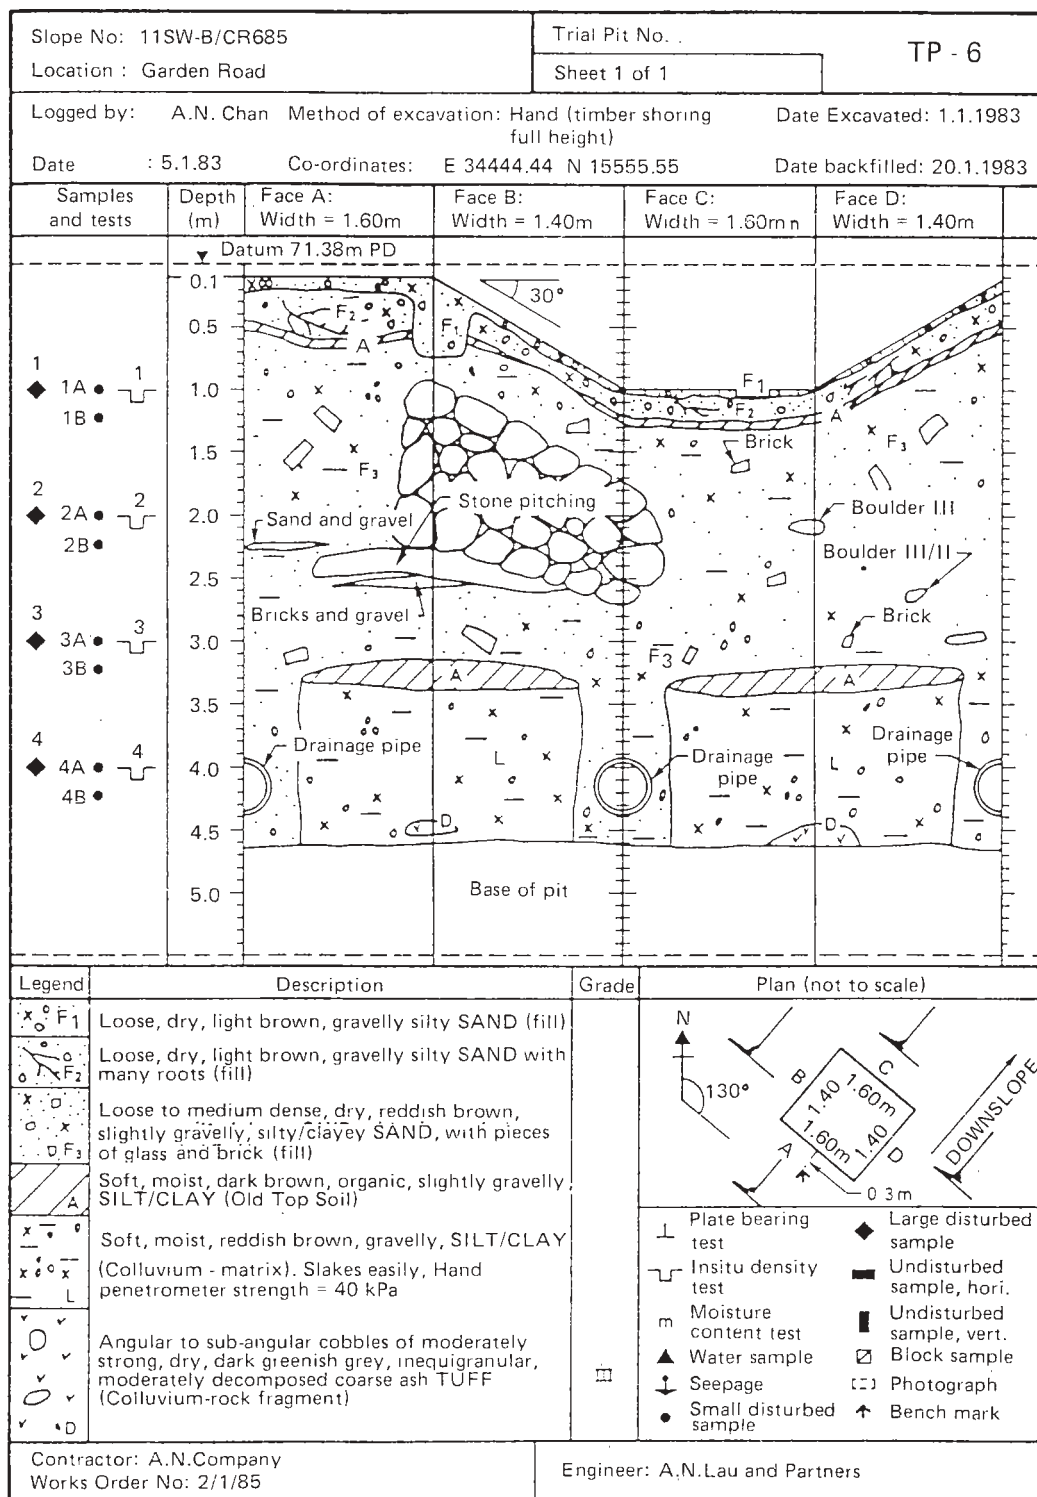 Slope No: 11SW-B/CR685
Location : Garden Road
Trial Pit No. .
TP - 6
Sheet 1 of 1
Logged by: A.N. Chan Method of excavation: Hand (timber shoring full height)
Date Excavated: 1.1.1983
Date : 5.1.83 Co-ordinates: E 34444.44 N 15555.55 Date backfilled: 20.1.1983
Samples and tests
Depth (m)
Face A:
Width = 1.60m
Face B:
Width = 1.40m
Face C:
Width = 1.60m
Face D:
Width = 1.40m
Datum 71.38m PD
0.1
0.5
1.0
1.5
2.0
2.5
3.0
3.5
4.0
4.5
5.0
1
1A
1
1B
2
2A
2
2B
3
3A
3
3B
4
4A
4
4B
30°
F2
F1
A
F1
F2
A
F3
F3
Brick
Stone pitching
Sand and gravel
Boulder III
Boulder III/II
Bricks and gravel
Brick
F3
A
A
Drainage pipe
L
Drainage pipe
L
Drainage pipe
D
D
Base of pit
Legend
Description
Grade
Plan (not to scale)
F1
Loose, dry, light brown, gravelly silty SAND (fill)
F2
Loose, dry, light brown, gravelly silty SAND with
many roots (fill)
F3
Loose to medium dense, dry, reddish brown,
slightly gravelly, silty/clayey SAND, with pieces
of glass and brick (fill)
A
Soft, moist, dark brown, organic, slightly gravelly
SILT/CLAY (Old Top Soil)
L
Soft, moist, reddish brown, gravelly, SILT/CLAY
(Colluvium - matrix). Slakes easily, Hand
penetrometer strength = 40 kPa
D
Angular to sub-angular cobbles of moderately
strong, dry, dark greenish grey, inequigranular,
moderately decomposed coarse ash TUFF
(Colluvium-rock fragment)
III
N
130°
B
C
1.40
1.60m
1.60m
1.40
A
D
0 3m
DOWNSLOPE
Plate bearing
test
Large disturbed
sample
Insitu density
test
Undisturbed
sample, hori.
m
Moisture
content test
Undisturbed
sample, vert.
Water sample
Block sample
Seepage
Photograph
Small disturbed
sample
Bench mark
Contractor: A.N.Company
Works Order No: 2/1/85
Engineer: A.N.Lau and Partners